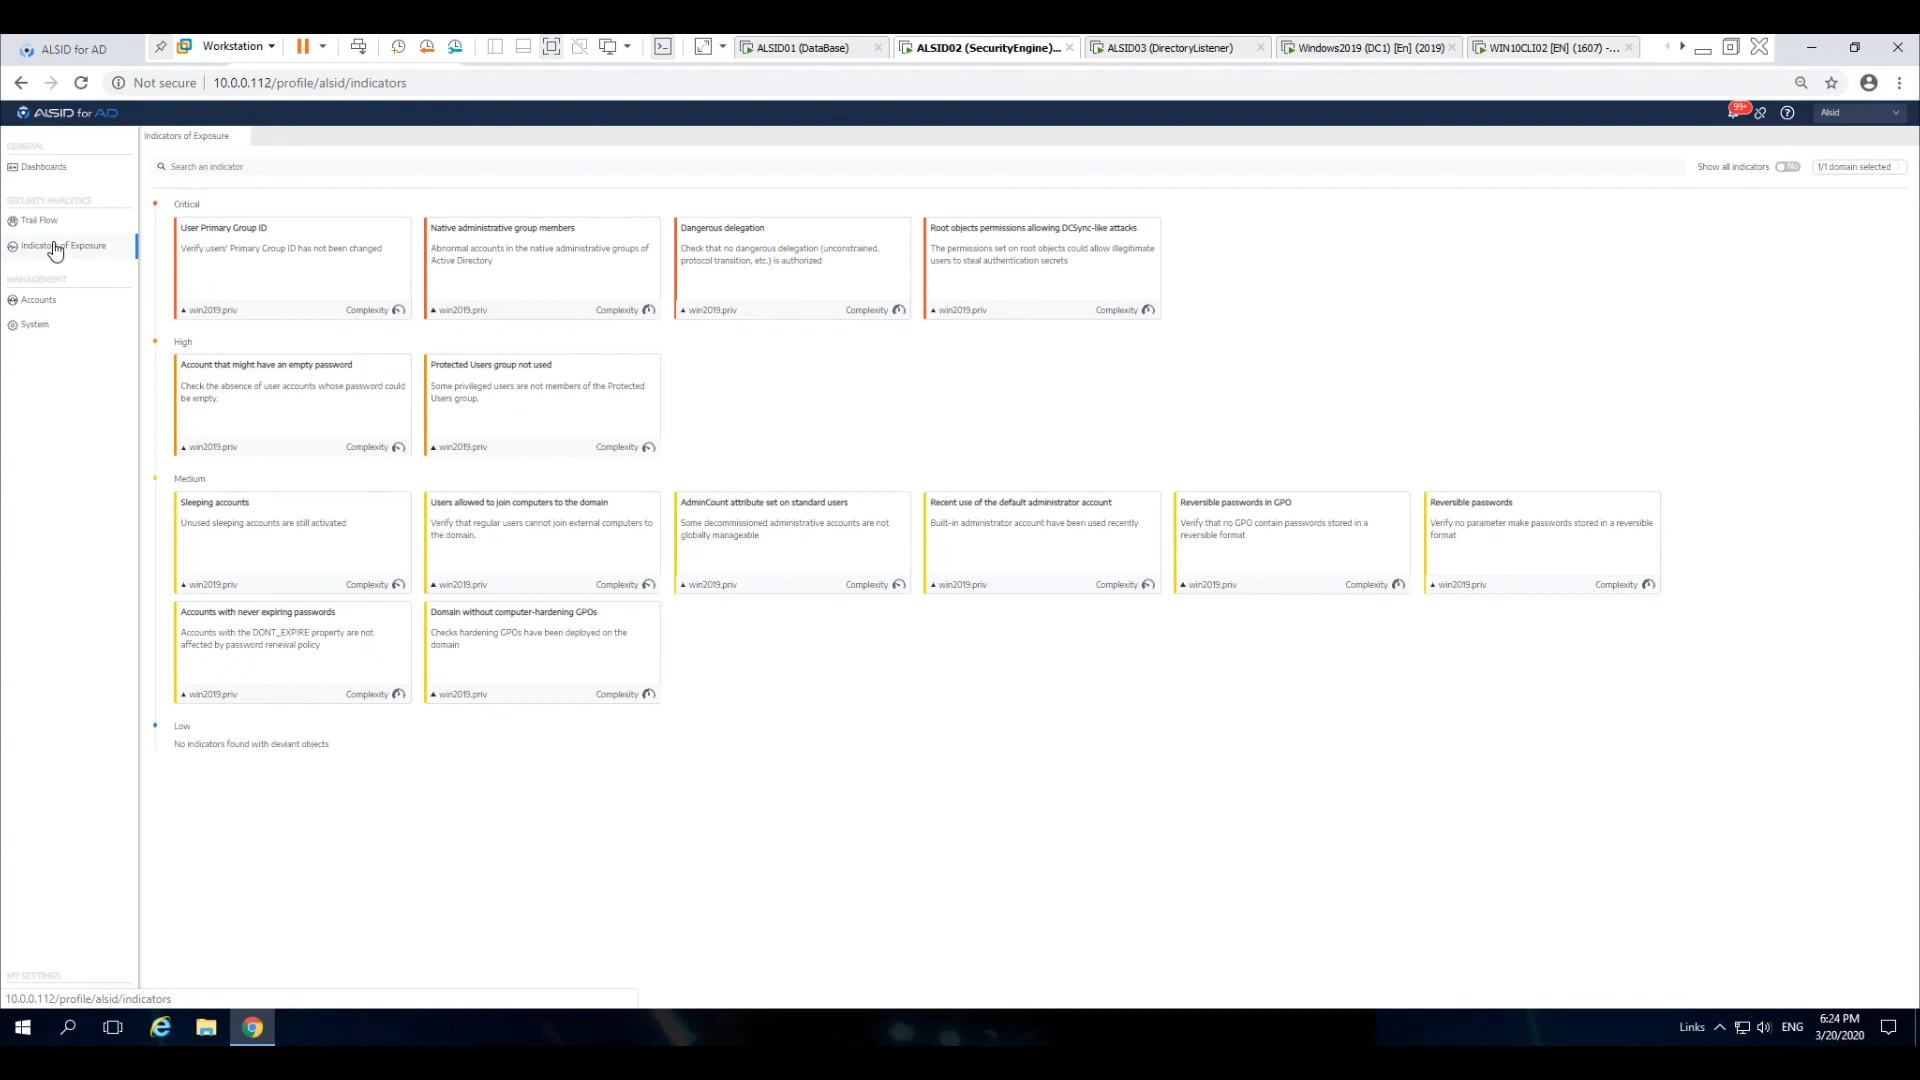 ALSID for AD
Workstation
ALSID01 (DataBase)
ALSID02 (SecurityEngine)...
ALSID03 (DirectoryListener)
Windows2019 (DC1) [En] (2019)
WIN10CLI02 [EN] (1607) -...
Not secure
10.0.0.112/profile/alsid/indicators
ALSID for AD
99+
Alsid
GENERAL
Dashboards
SECURITY ANALYTICS
Trail Flow
Indicators of Exposure
MANAGEMENT
Accounts
System
MY SETTINGS
Indicators of Exposure
Search an indicator
Show all indicators
No
1/1 domain selected
Critical
User Primary Group ID
Verify users' Primary Group ID has not been changed
win2019.priv
Complexity
Native administrative group members
Abnormal accounts in the native administrative groups of
Active Directory
win2019.priv
Complexity
Dangerous delegation
Check that no dangerous delegation (unconstrained,
protocol transition, etc.) is authorized
win2019.priv
Complexity
Root objects permissions allowing DCSync-like attacks
The permissions set on root objects could allow illegitimate
users to steal authentication secrets
win2019.priv
Complexity
High
Account that might have an empty password
Check the absence of user accounts whose password could
be empty.
win2019.priv
Complexity
Protected Users group not used
Some privileged users are not members of the Protected
Users group.
win2019.priv
Complexity
Medium
Sleeping accounts
Unused sleeping accounts are still activated
win2019.priv
Complexity
Users allowed to join computers to the domain
Verify that regular users cannot join external computers to
the domain.
win2019.priv
Complexity
AdminCount attribute set on standard users
Some decommissioned administrative accounts are not
globally manageable
win2019.priv
Complexity
Recent use of the default administrator account
Built-in administrator account have been used recently
win2019.priv
Complexity
Reversible passwords in GPO
Verify that no GPO contain passwords stored in a
reversible format
win2019.priv
Complexity
Reversible passwords
Verify no parameter make passwords stored in a reversible
format
win2019.priv
Complexity
Accounts with never expiring passwords
Accounts with the DONT_EXPIRE property are not
affected by password renewal policy
win2019.priv
Complexity
Domain without computer-hardening GPOs
Checks hardening GPOs have been deployed on the
domain
win2019.priv
Complexity
Low
No indicators found with deviant objects
10.0.0.112/profile/alsid/indicators
Links
ENG
6:24 PM
3/20/2020